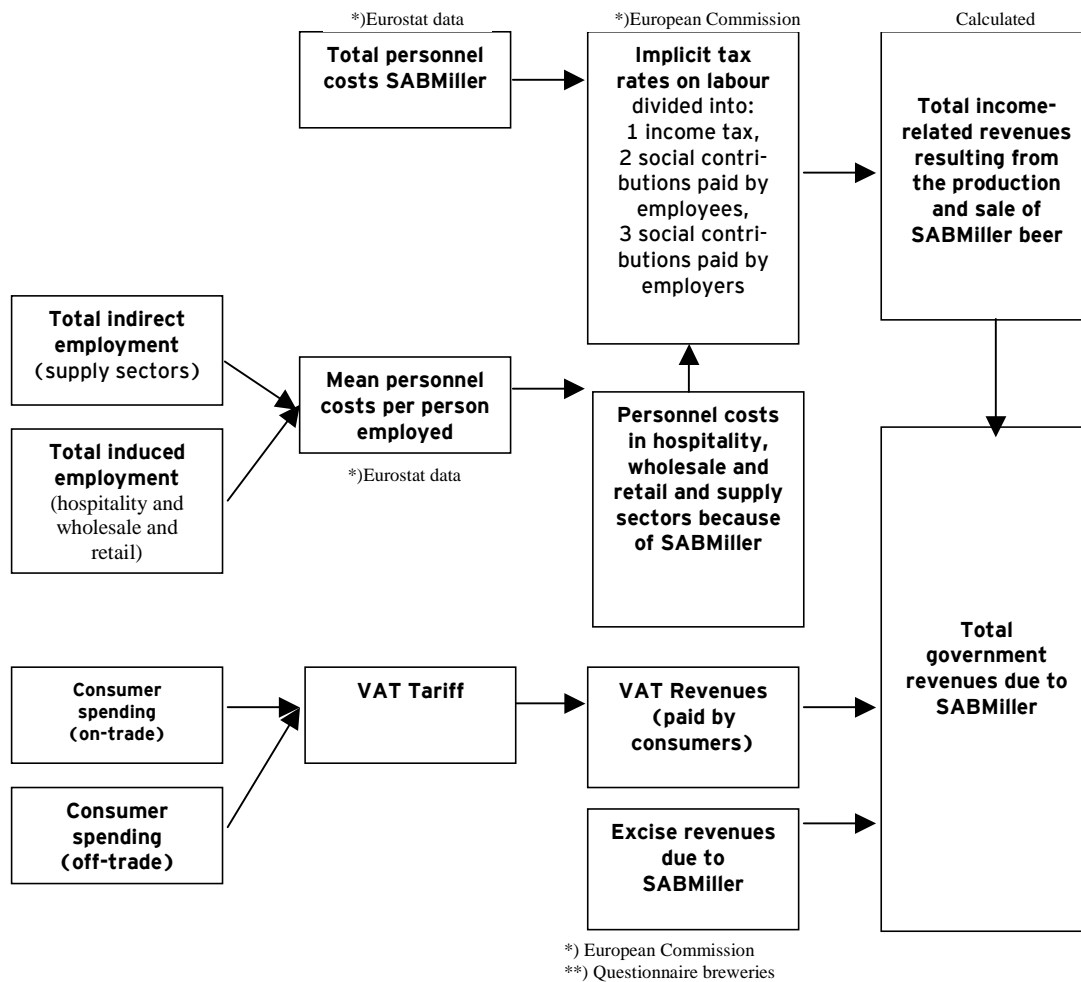 *)Eurostat data
Total personnel
costs SABMiller
*)European Commission
Implicit tax
rates on labour
divided into:
1 income tax,
2 social contri-
butions paid by
employees,
3 social contri-
butions paid by
employers
Calculated
Total income-
related revenues
resulting from
the production
and sale of
SABMiller beer
Total indirect
employment
(supply sectors)
Total induced
employment
(hospitality and
wholesale and
retail)
Mean personnel
costs per person
employed
*)Eurostat data
Personnel costs
in hospitality,
wholesale and
retail and supply
sectors because
of SABMiller
Total
government
revenues due to
SABMiller
Consumer
spending
(on-trade)
Consumer
spending
(off-trade)
VAT Tariff
VAT Revenues
(paid by
consumers)
Excise revenues
due to
SABMiller
*) European Commission
**) Questionnaire breweries